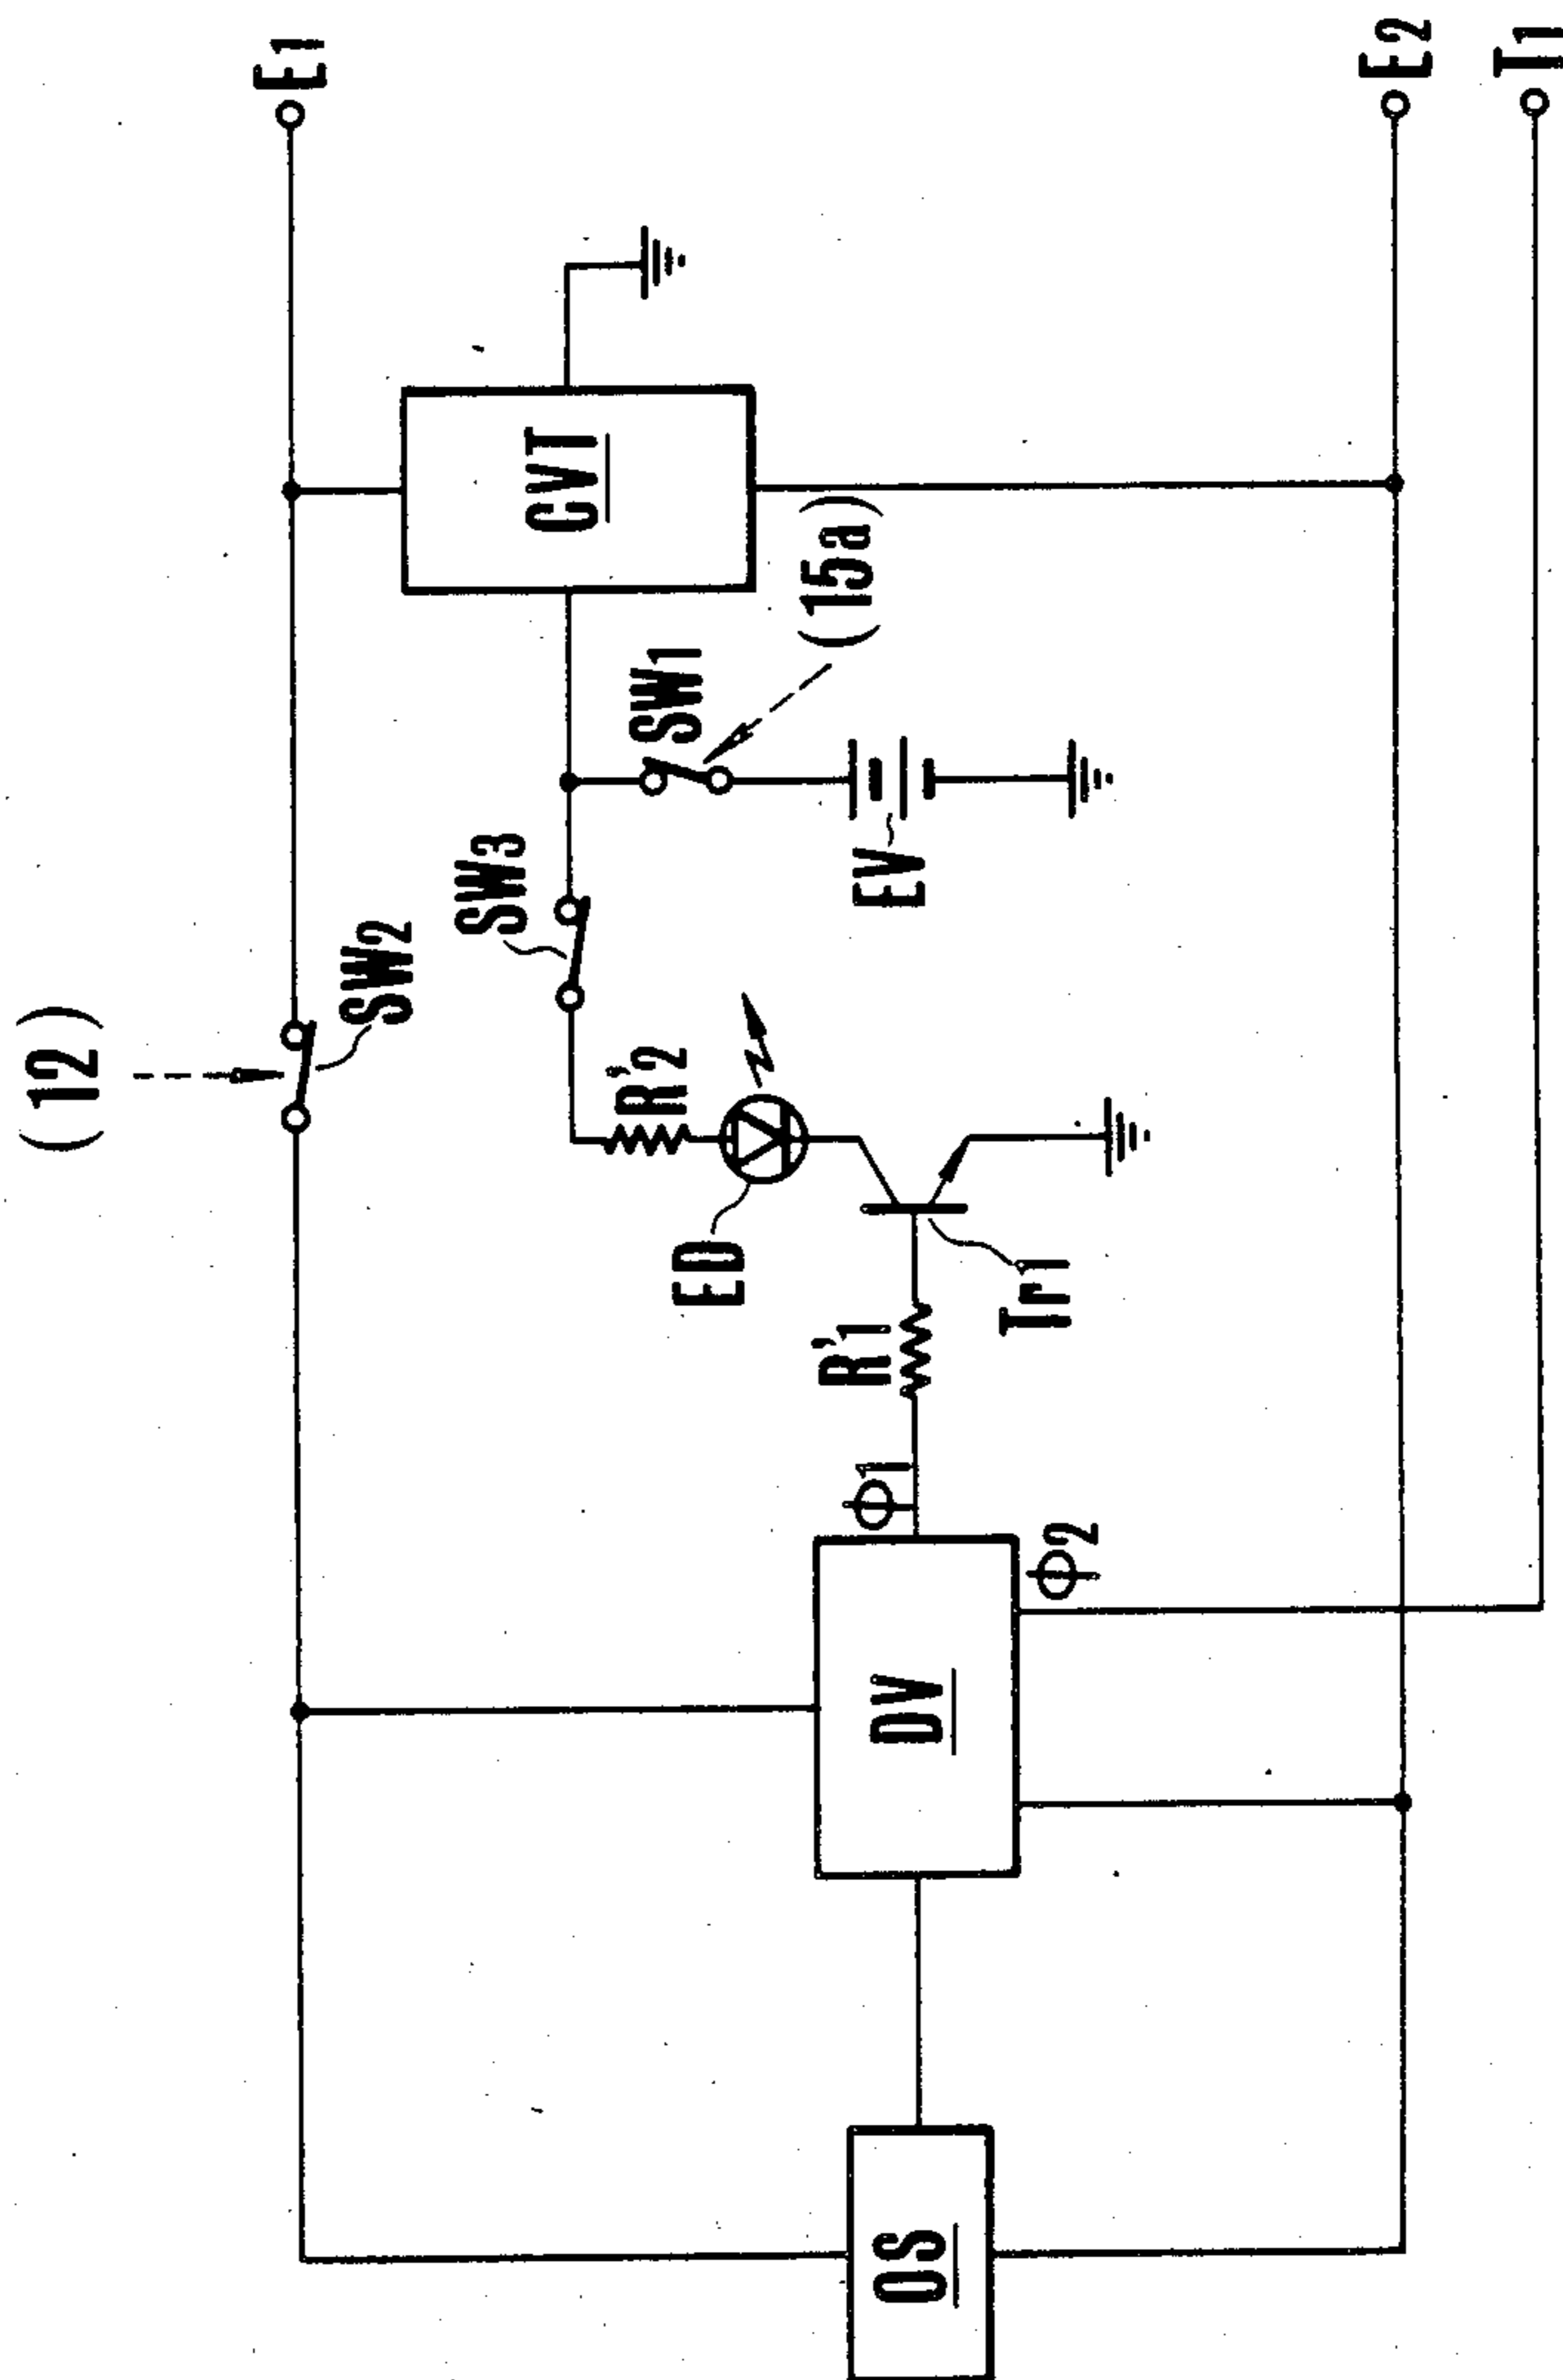 (12)
E1
SW2
SW3
CVT
SW1
(15a)
R'2
EV
ED
Tr1
R'1
Φ1
Φ2
DV
OS
E2
T1